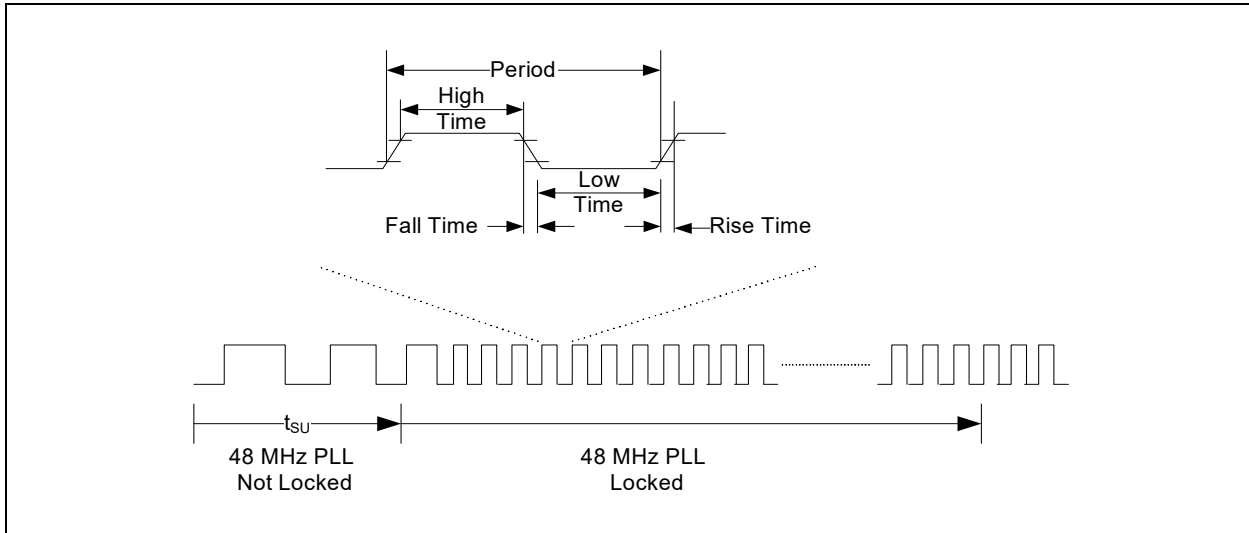 Period
High
Time
Low
Time
Fall Time
Rise Time
tSU
48 MHz PLL
Not Locked
48 MHz PLL
Locked